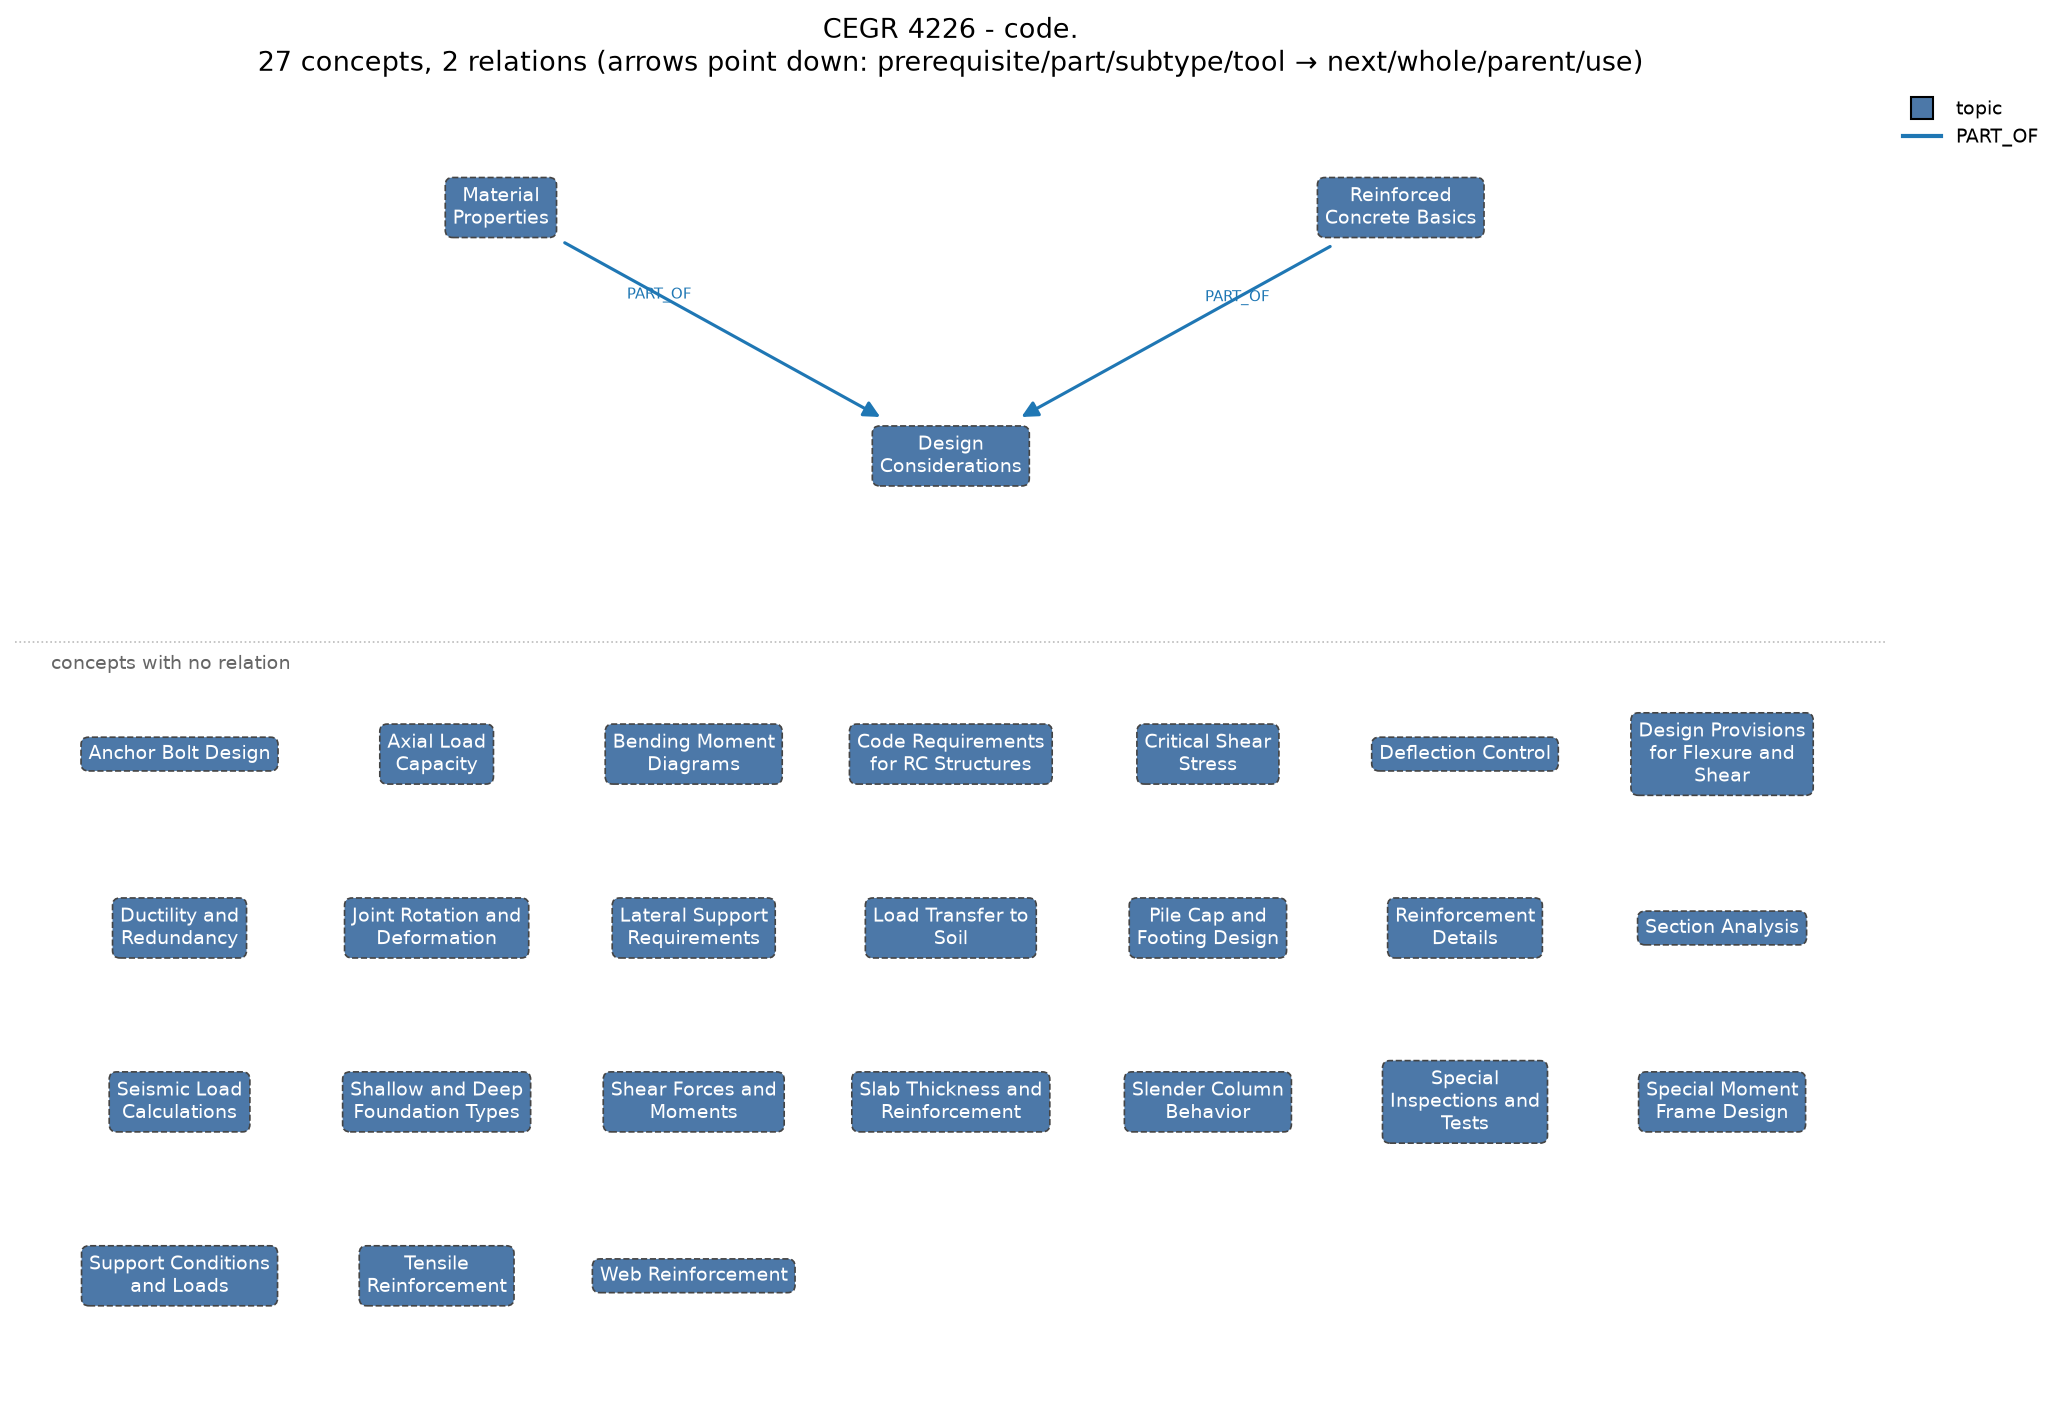 CEGR 4226 - code.
27 concepts, 2 relations (arrows point down: prerequisite/part/subtype/tool → next/whole/parent/use)
topic
PART_OF
Material
Properties
Reinforced
Concrete Basics
PART_OF
PART_OF
Design
Considerations
concepts with no relation
Anchor Bolt Design
Axial Load
Capacity
Bending Moment
Diagrams
Code Requirements
for RC Structures
Critical Shear
Stress
Deflection Control
Design Provisions
for Flexure and
Shear
Ductility and
Redundancy
Joint Rotation and
Deformation
Lateral Support
Requirements
Load Transfer to
Soil
Pile Cap and
Footing Design
Reinforcement
Details
Section Analysis
Seismic Load
Calculations
Shallow and Deep
Foundation Types
Shear Forces and
Moments
Slab Thickness and
Reinforcement
Slender Column
Behavior
Special
Inspections and
Tests
Special Moment
Frame Design
Support Conditions
and Loads
Tensile
Reinforcement
Web Reinforcement